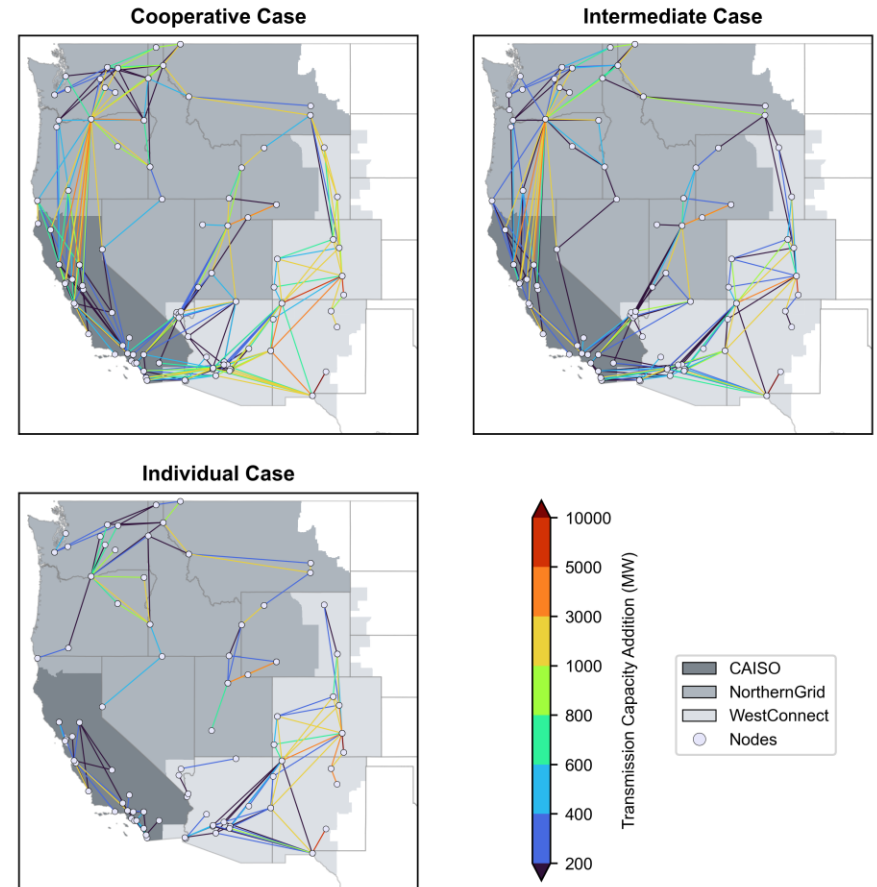 Cooperative Case
Intermediate Case
Individual Case
10000
5000
3000
1000
800
600
400
200
Transmission Capacity Addition (MW)
CAISO
NorthernGrid
WestConnect
Nodes